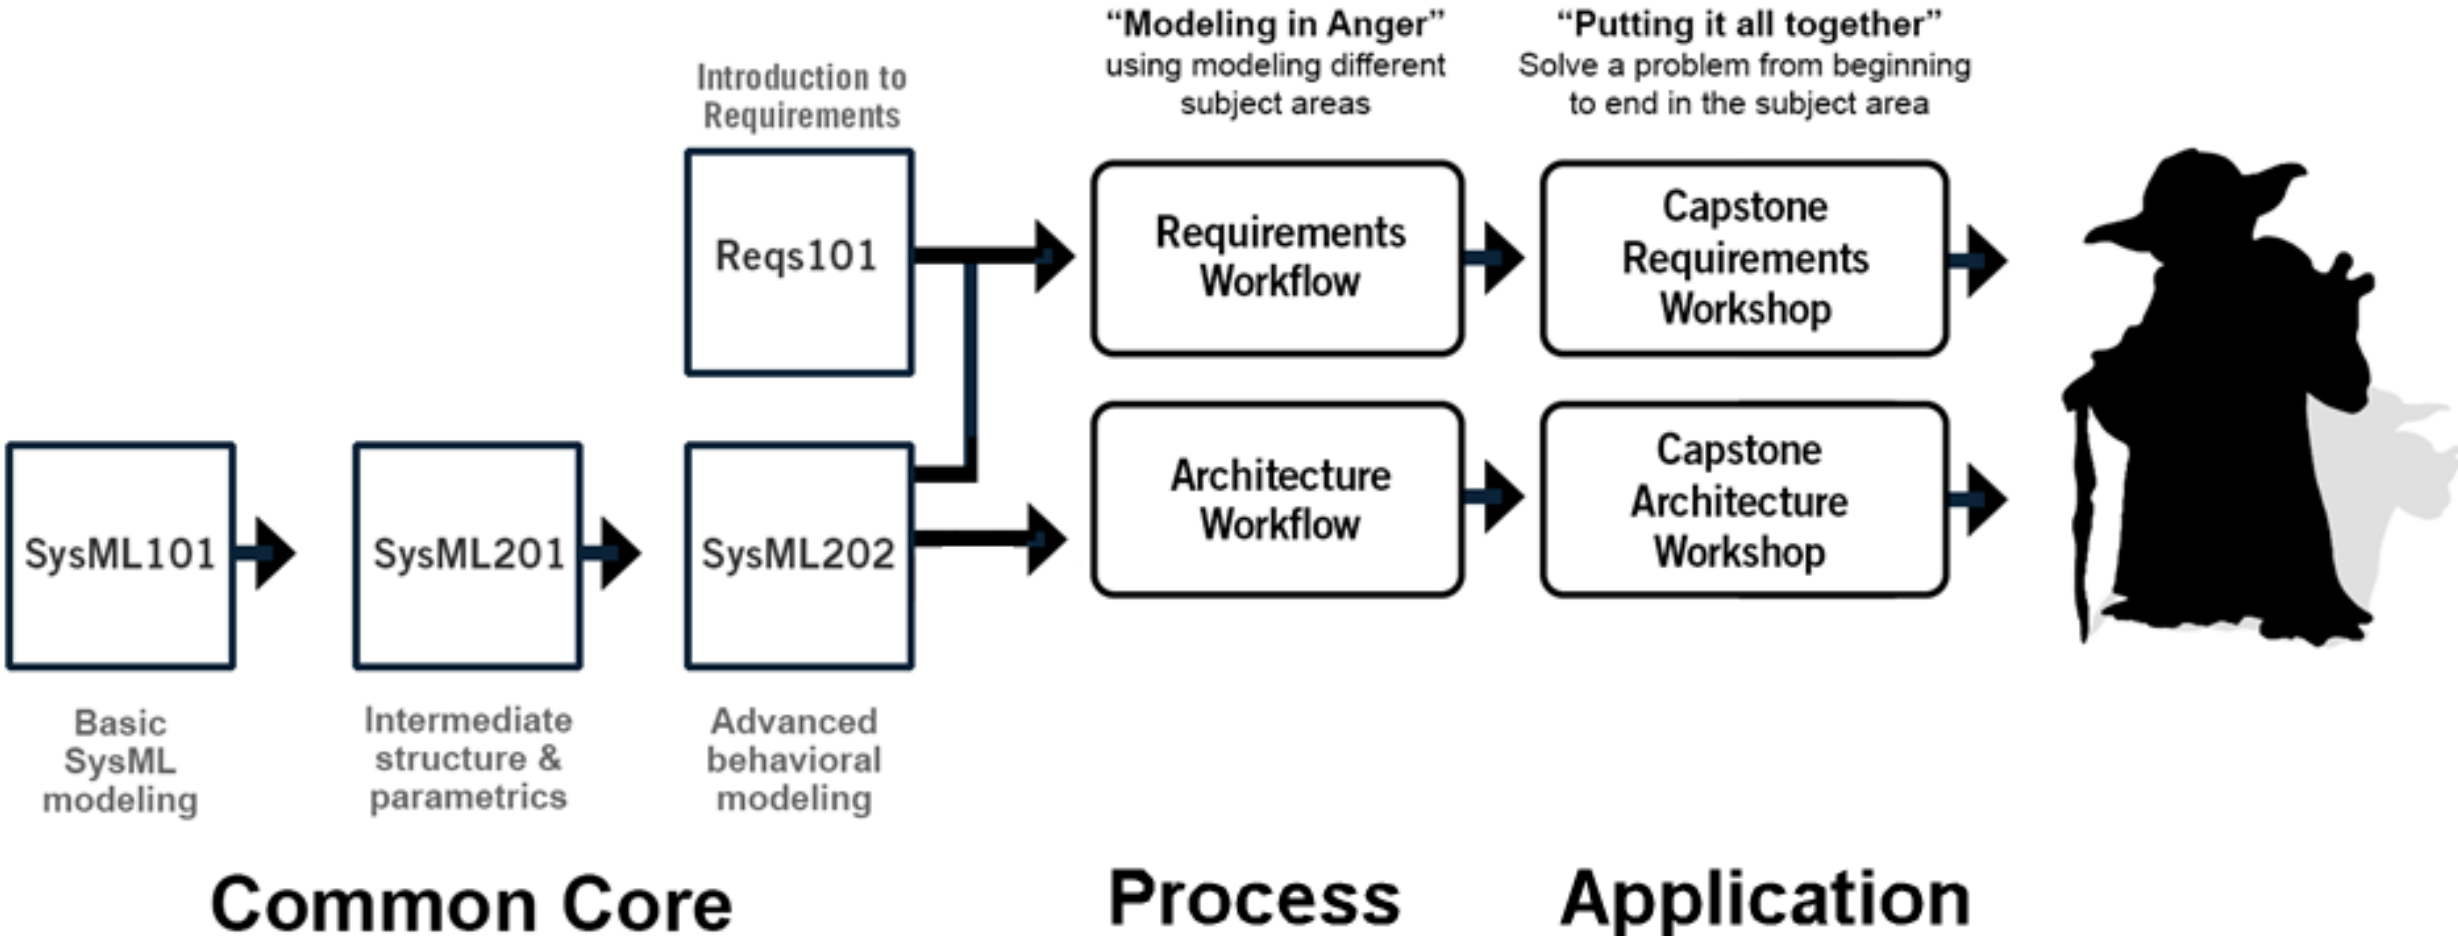 “Modeling in Anger”
using modeling different
subject areas
“Putting it all together”
Solve a problem from beginning
to end in the subject area
Introduction to
Requirements
Reqs101
Requirements
Workflow
Capstone
Requirements
Workshop
SysML101
SysML201
SysML202
Architecture
Workflow
Capstone
Architecture
Workshop
Basic
SysML
modeling
Intermediate
structure &
parametrics
Advanced
behavioral
modeling
Common Core
Process
Application